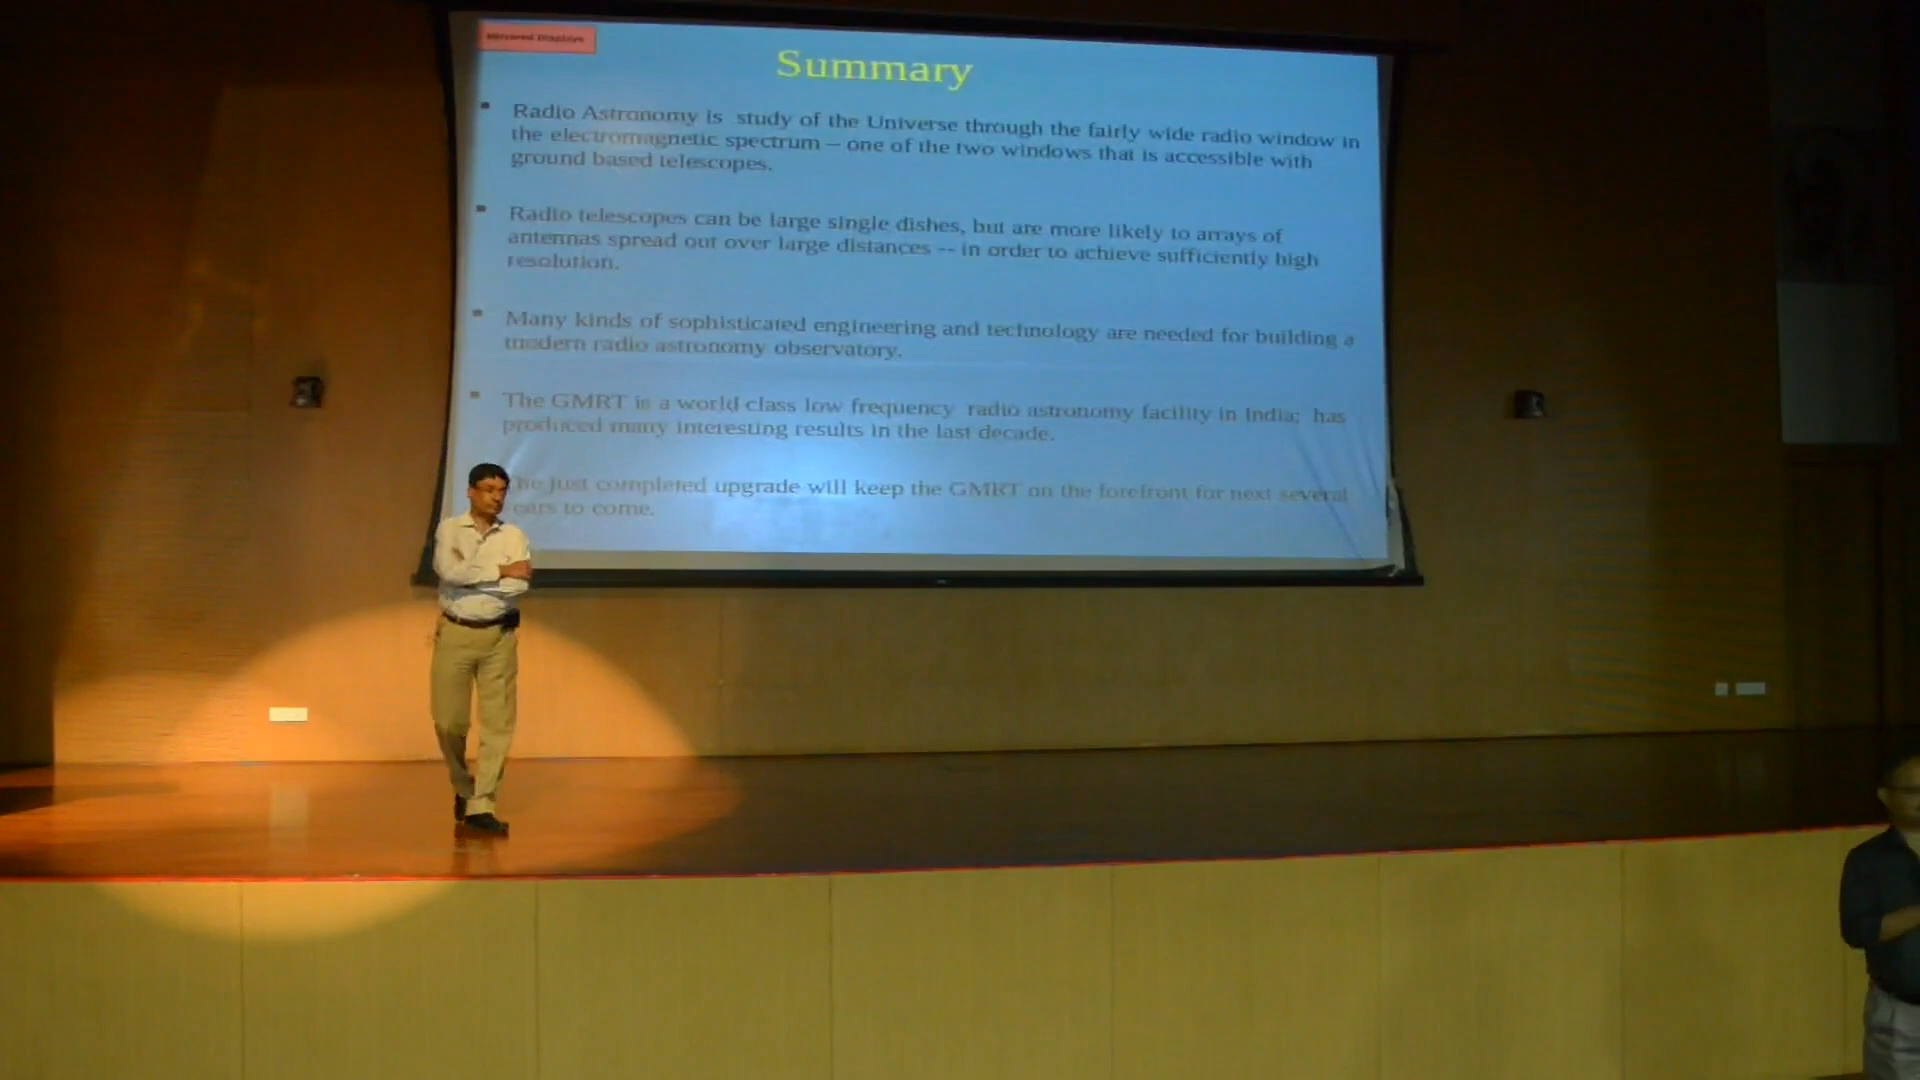 Mirrored Displays
Summary
Radio Astronomy is study of the Universe through the fairly wide radio window in
the electromagnetic spectrum – one of the two windows that is accessible with
ground based telescopes.
Radio telescopes can be large single dishes, but are more likely to arrays of
antennas spread out over large distances -- in order to achieve sufficiently high
resolution.
Many kinds of sophisticated engineering and technology are needed for building a
modern radio astronomy observatory.
The GMRT is a world class low frequency radio astronomy facility in India; has
produced many interesting results in the last decade.
he just completed upgrade will keep the GMRT on the forefront for next several
ears to come.